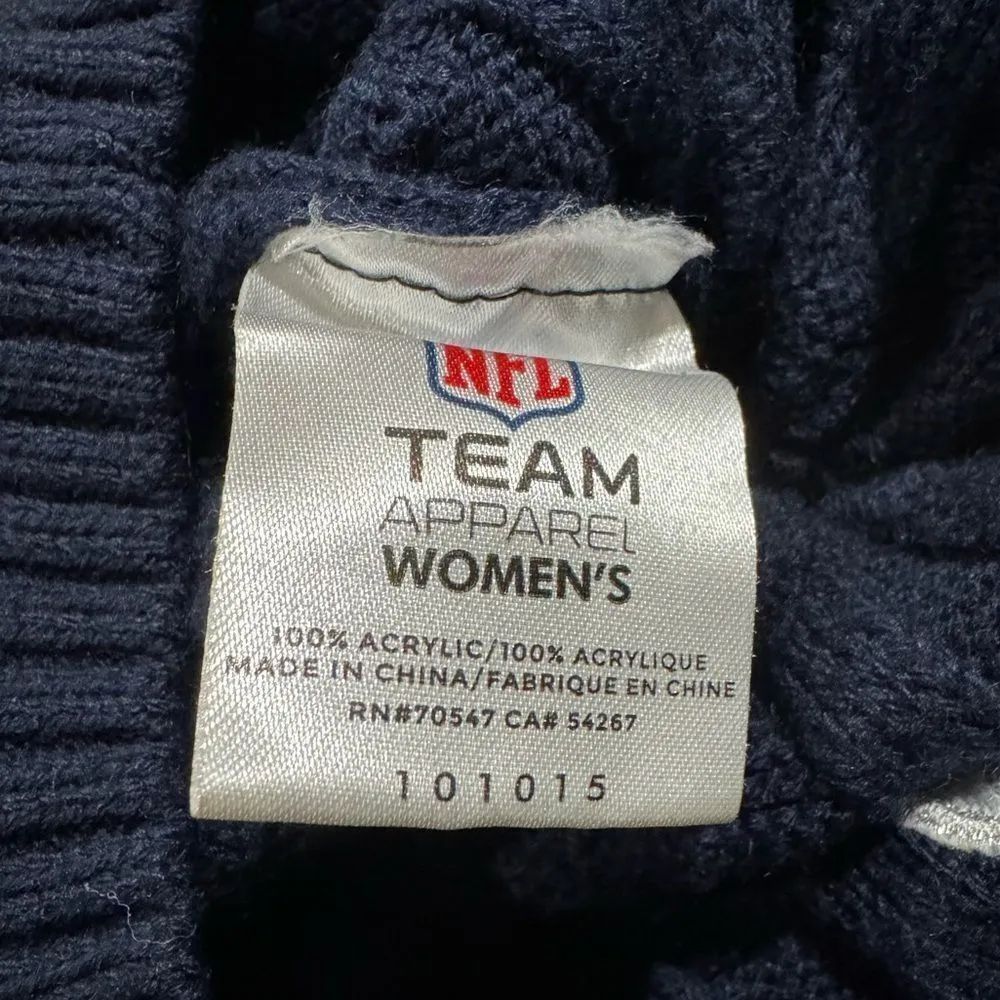 NFL
TEAM
APPAREL
WOMEN'S
100% ACRYLIC/100% ACRYLIQUE
MADE IN CHINA/FABRIQUE EN CHINE
RN#70547 CA# 54267
101015